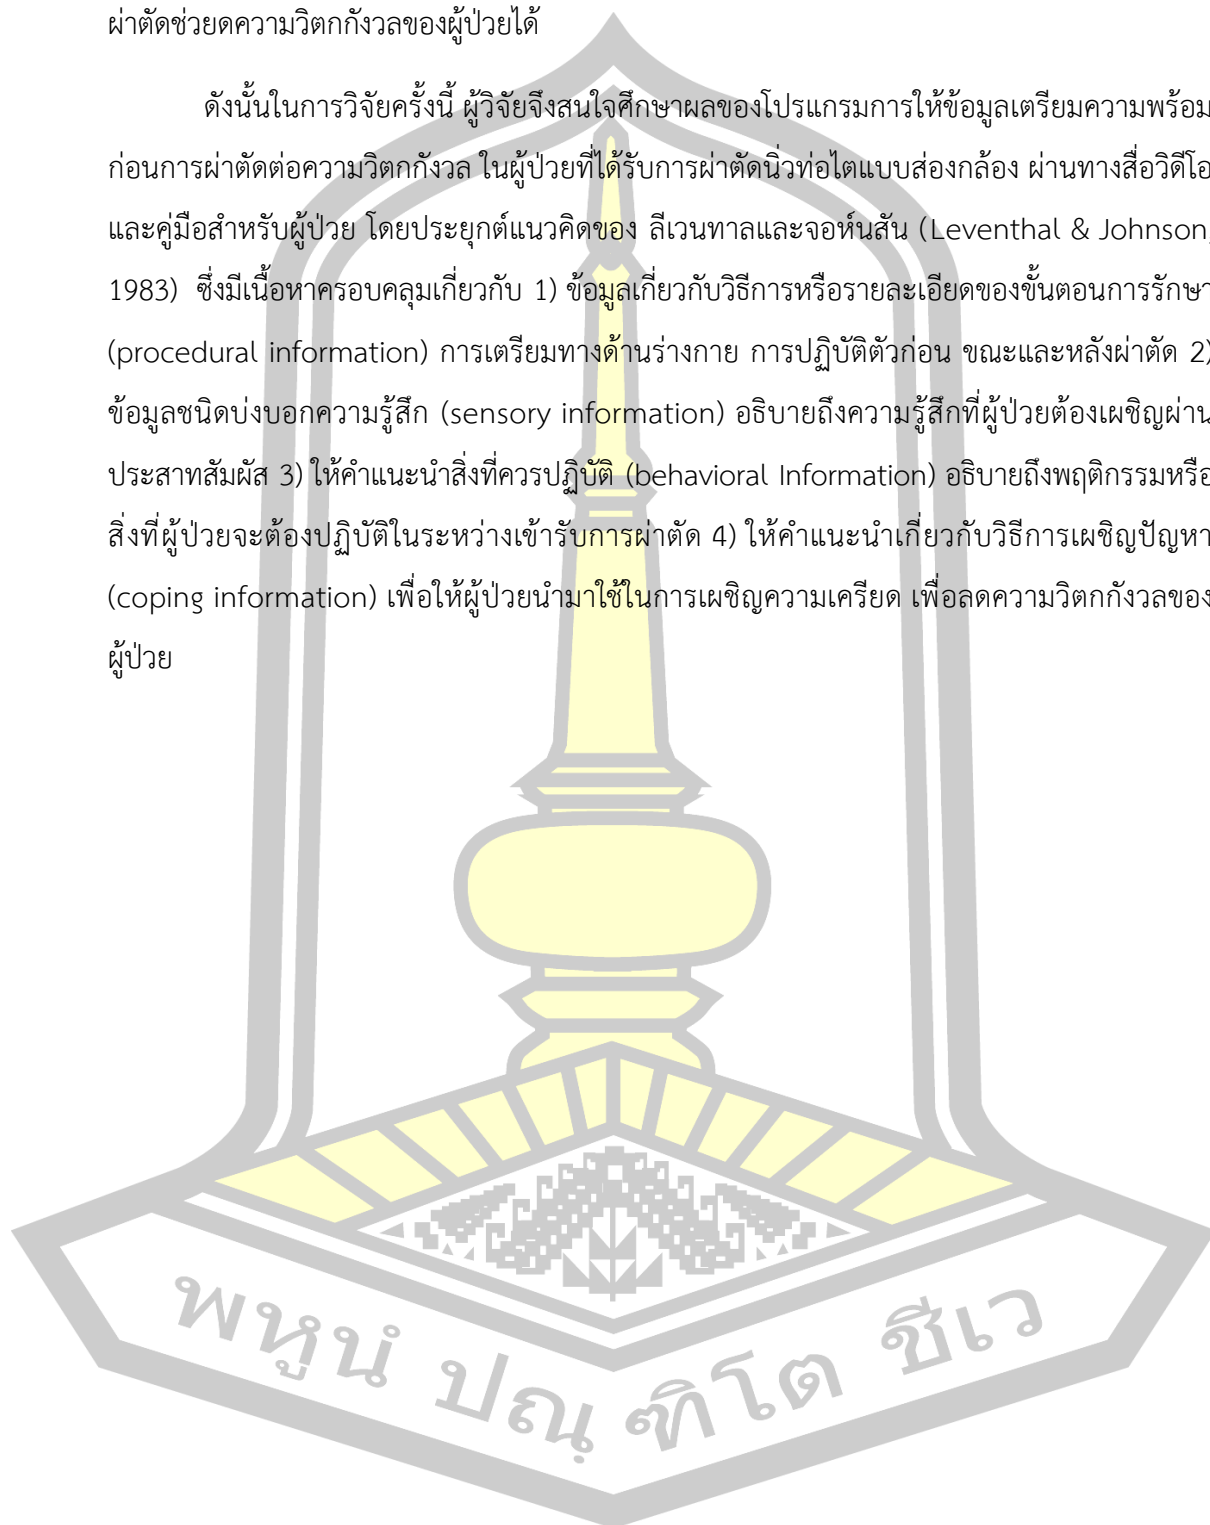 ผ่าตัดช่วยดความวิตกกังวลของผู้ป่วยได้
ดังนั้นในการวิจัยครั้งนี้ ผู้วิจัยจึงสนใจศึกษาผลของโปรแกรมการให้ข้อมูลเตรียมความพร้อม
ก่อนการผ่าตัดต่อความวิตกกังวล ในผู้ป่วยที่ได้รับการผ่าตัดนิ่วท่อไตแบบส่องกล้อง ผ่านทางสื่อวิดีโอ
และคู่มือสำหรับผู้ป่วย โดยประยุกต์แนวคิดของ ลีเวนทาลและจอห์นสัน (Leventhal & Johnson,
1983) ซึ่งมีเนื้อหาครอบคลุมเกี่ยวกับ 1) ข้อมูลเกี่ยวกับวิธีการหรือรายละเอียดของขั้นตอนการรักษา
(procedural information) การเตรียมทางด้านร่างกาย การปฏิบัติตัวก่อน ขณะและหลังผ่าตัด 2)
ข้อมูลชนิดบ่งบอกความรู้สึก (sensory information) อธิบายถึงความรู้สึกที่ผู้ป่วยต้องเผชิญผ่าน
ประสาทสัมผัส 3) ให้คำแนะนำสิ่งที่ควรปฏิบัติ (behavioral Information) อธิบายถึงพฤติกรรมหรือ
สิ่งที่ผู้ป่วยจะต้องปฏิบัติในระหว่างเข้ารับการผ่าตัด 4) ให้คำแนะนำเกี่ยวกับวิธีการเผชิญปัญหา
(coping information) เพื่อให้ผู้ป่วยนำมาใช้ในการเผชิญความเครียด เพื่อลดความวิตกกังวลของ
ผู้ป่วย
พหูนํ ปณฺฑิโต ชีเว